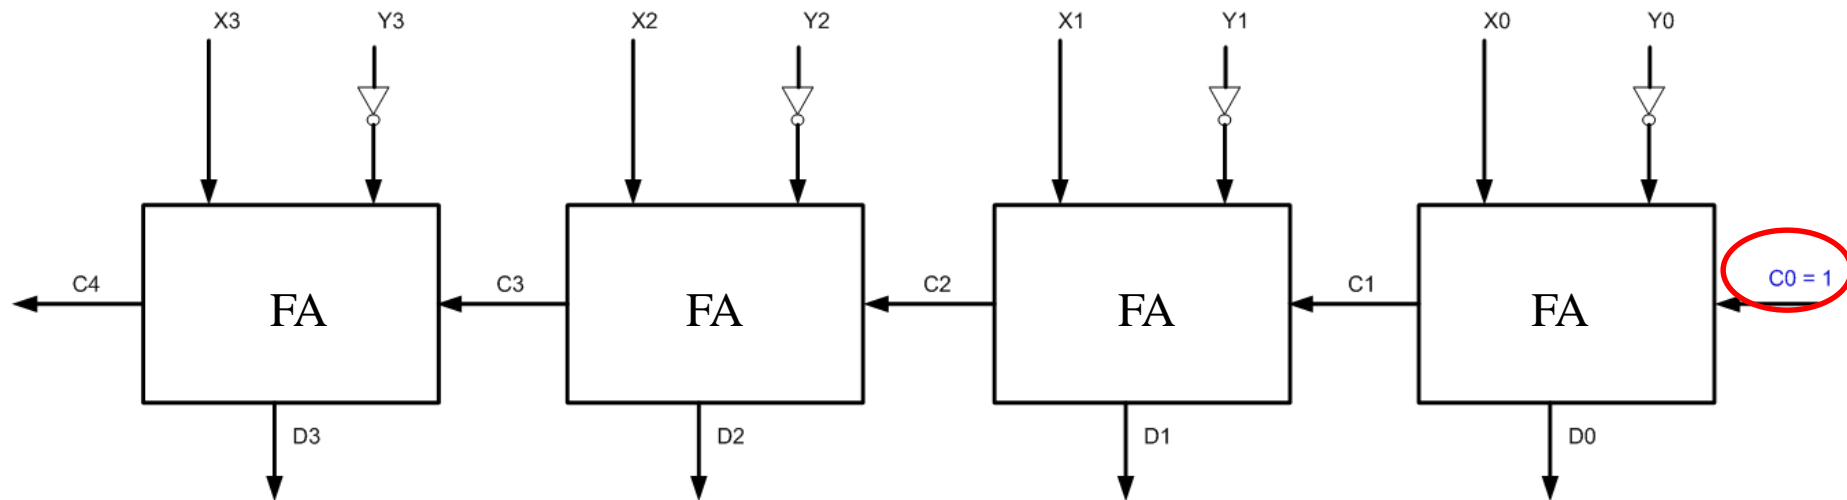 X3 Y3 X2 Y2 X1 Y1 X0 Y0
C4 C3 C2 C1 C0 = 1
FA FA FA FA
D3 D2 D1 D0